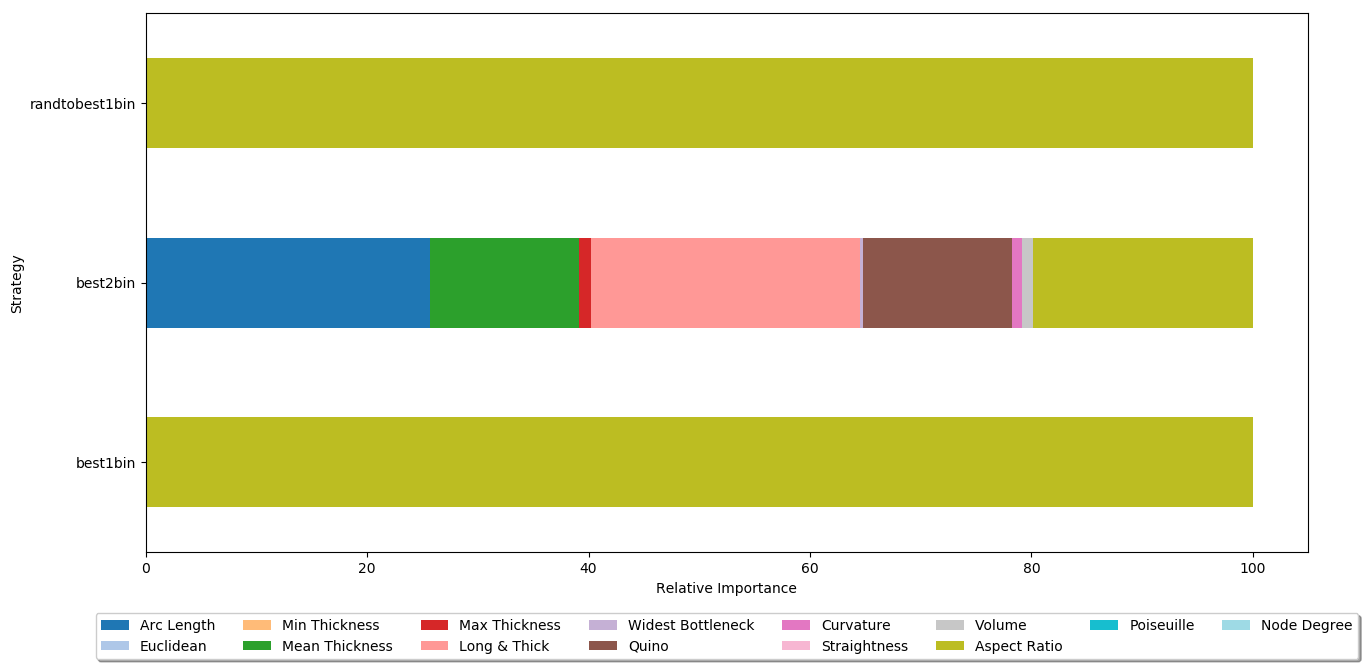 randtobest1bin
best2bin
best1bin
Strategy
0 20 40 60 80 100
Relative Importance
Arc Length Min Thickness Max Thickness Widest Bottleneck Curvature Volume Poiseuille Node Degree
Euclidean Mean Thickness Long & Thick Quino Straightness Aspect Ratio